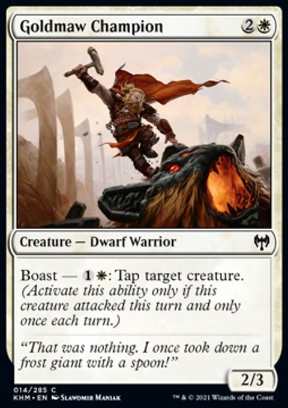 Goldmaw Champion 2
Creature — Dwarf Warrior
Boast — 1 : Tap target creature.
(Activate this ability only if this
creature attacked this turn and only
once each turn.)
"That was nothing. I once took down a
frost giant with a spoon!"
014/285 C
KHM • EN SLAWOMIR MANIAK
2/3
™ & © 2021 Wizards of the Coast